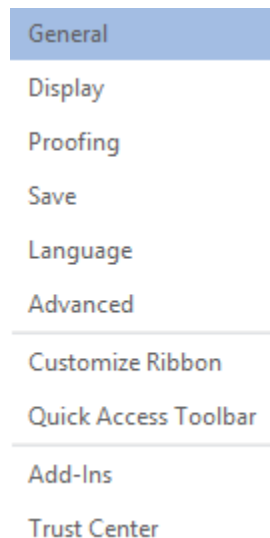 General
Display
Proofing
Save
Language
Advanced
Customize Ribbon
Quick Access Toolbar
Add-Ins
Trust Center